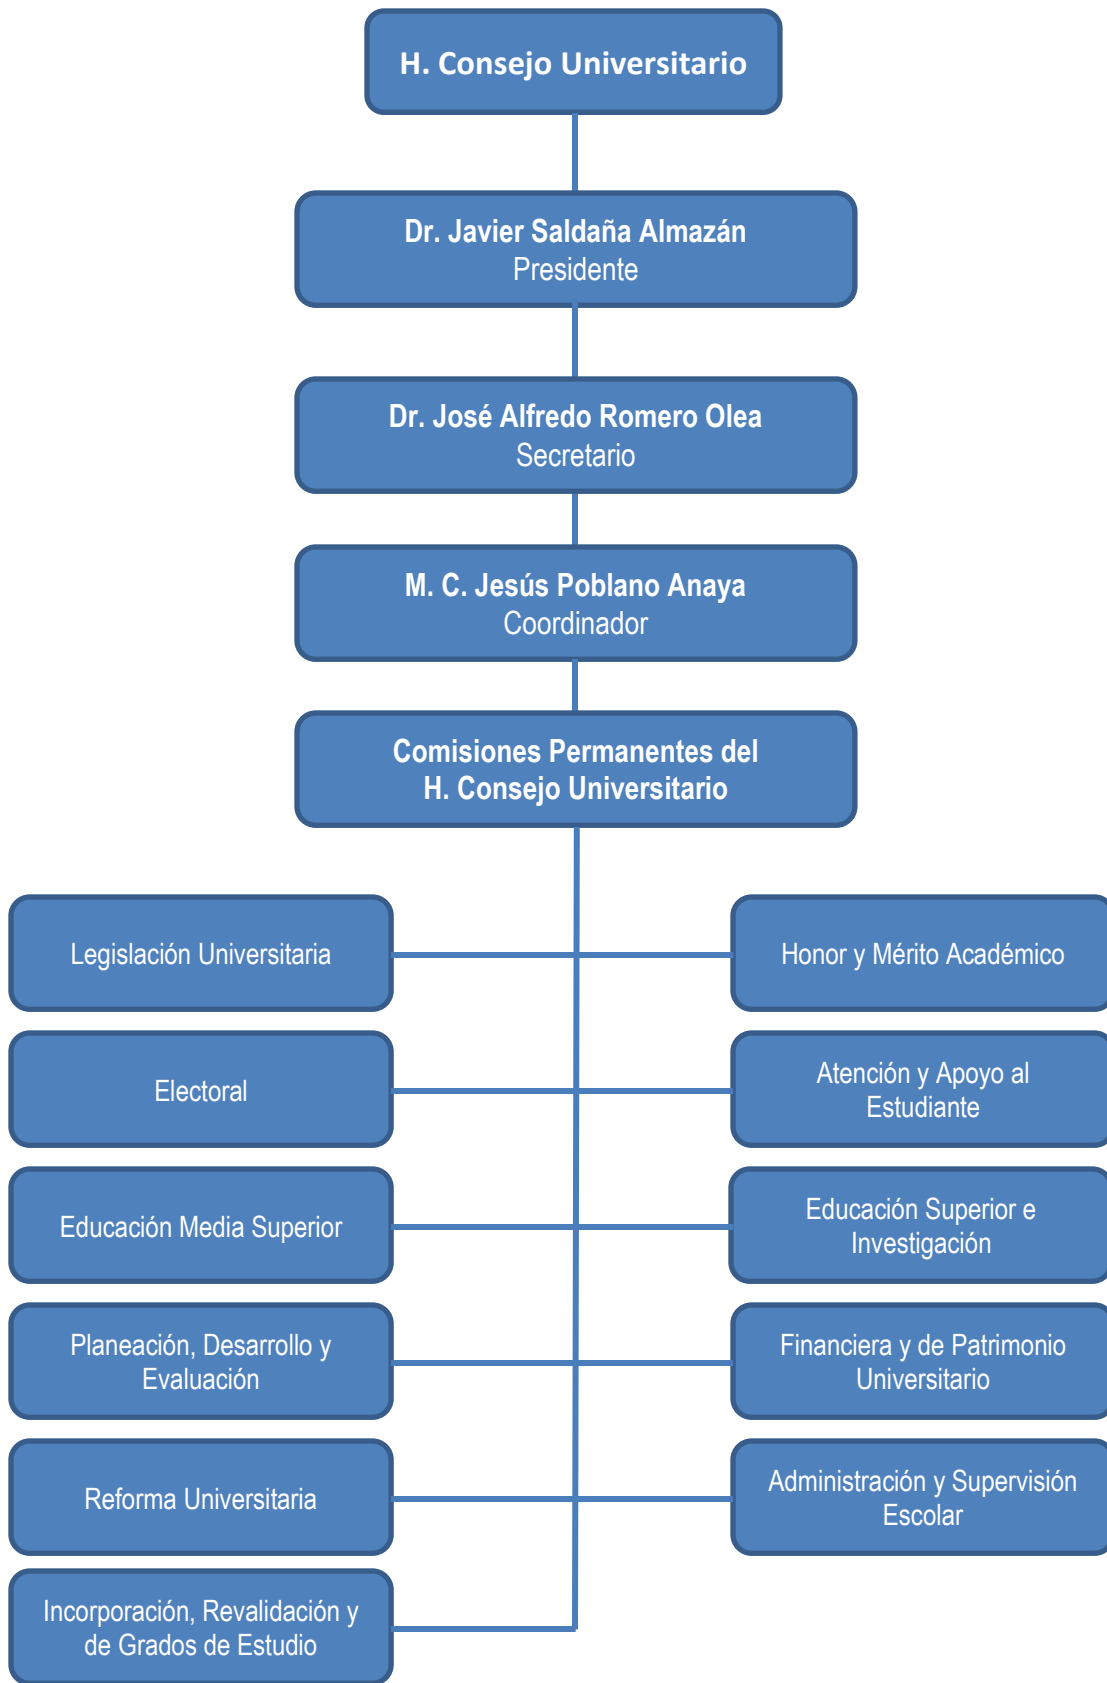 H. Consejo Universitario
Dr. Javier Saldaña Almazán
Presidente
Dr. José Alfredo Romero Olea
Secretario
M. C. Jesús Poblano Anaya
Coordinador
Comisiones Permanentes del
H. Consejo Universitario
Legislación Universitaria
Honor y Mérito Académico
Electoral
Atención y Apoyo al
Estudiante
Educación Media Superior
Educación Superior e
Investigación
Planeación, Desarrollo y
Evaluación
Financiera y de Patrimonio
Universitario
Reforma Universitaria
Administración y Supervisión
Escolar
Incorporación, Revalidación y
de Grados de Estudio